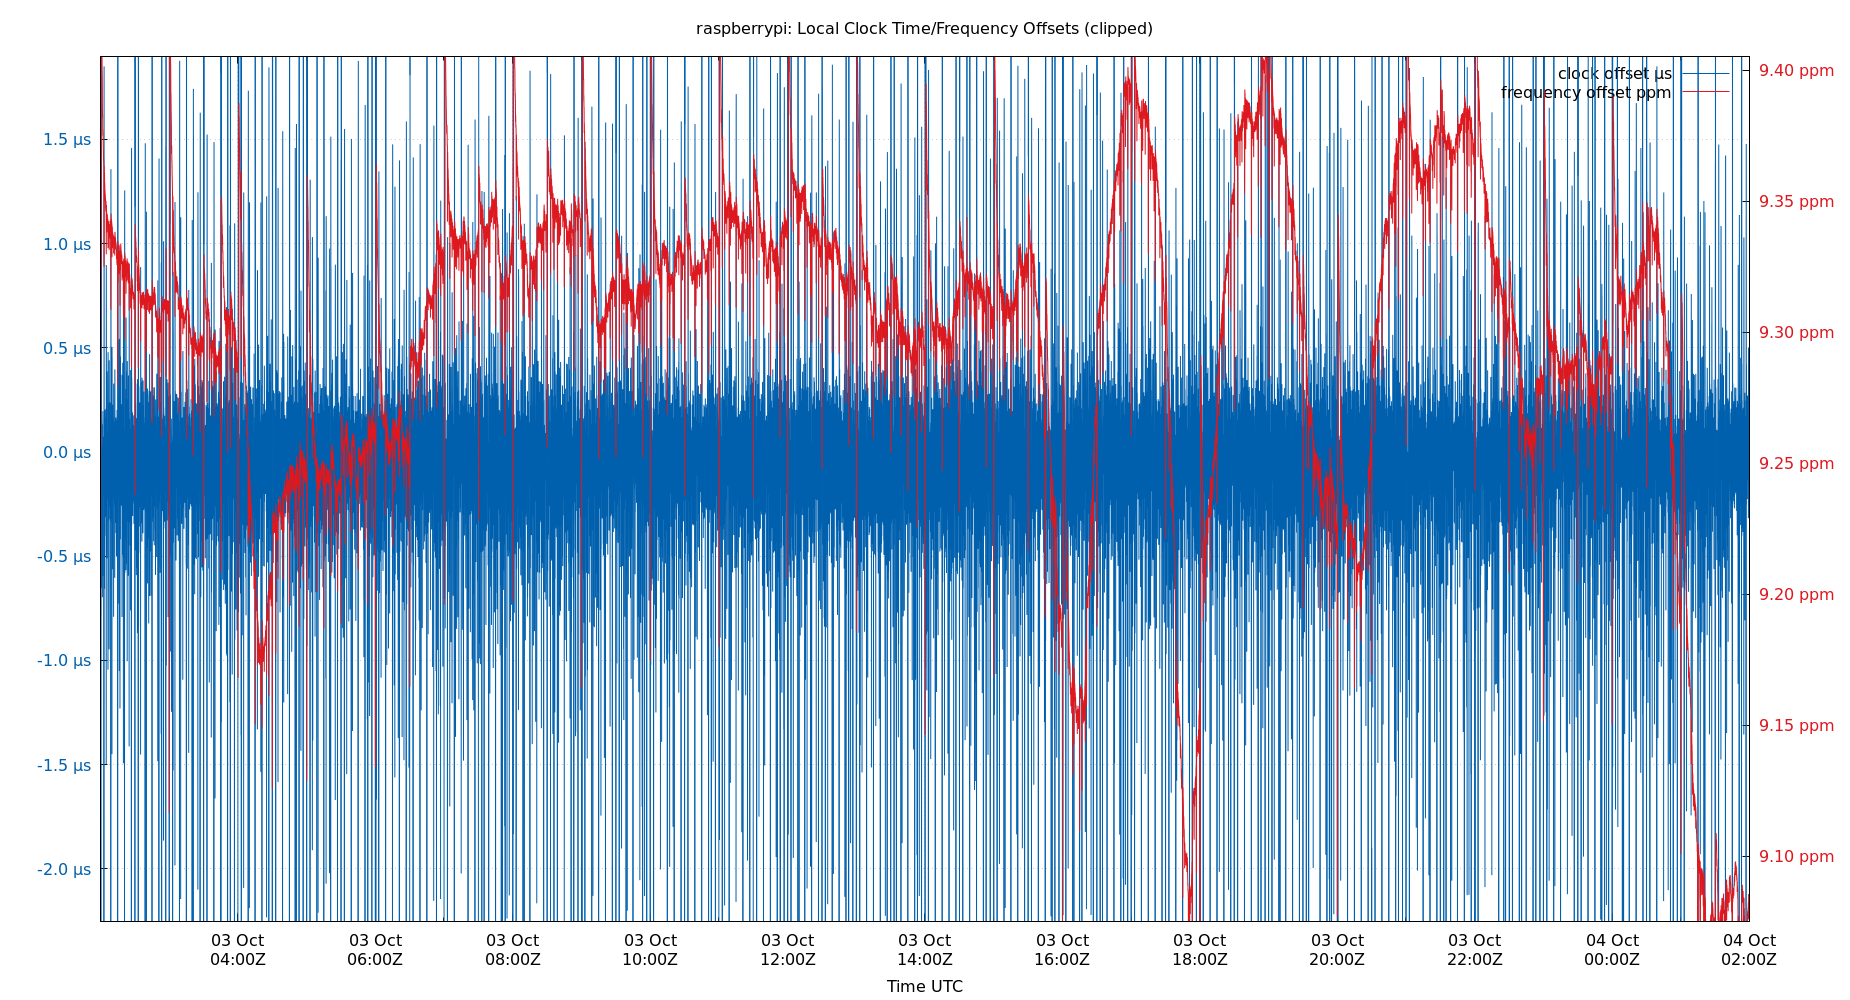 raspberrypi: Local Clock Time/Frequency Offsets (clipped)
clock offset µs
frequency offset ppm
1.5 µs
1.0 µs
0.5 µs
0.0 µs
-0.5 µs
-1.0 µs
-1.5 µs
-2.0 µs
9.40 ppm
9.35 ppm
9.30 ppm
9.25 ppm
9.20 ppm
9.15 ppm
9.10 ppm
03 Oct 03 Oct 03 Oct 03 Oct 03 Oct 03 Oct 03 Oct 03 Oct 03 Oct 03 Oct 04 Oct 04 Oct
04:00Z 06:00Z 08:00Z 10:00Z 12:00Z 14:00Z 16:00Z 18:00Z 20:00Z 22:00Z 00:00Z 02:00Z
Time UTC